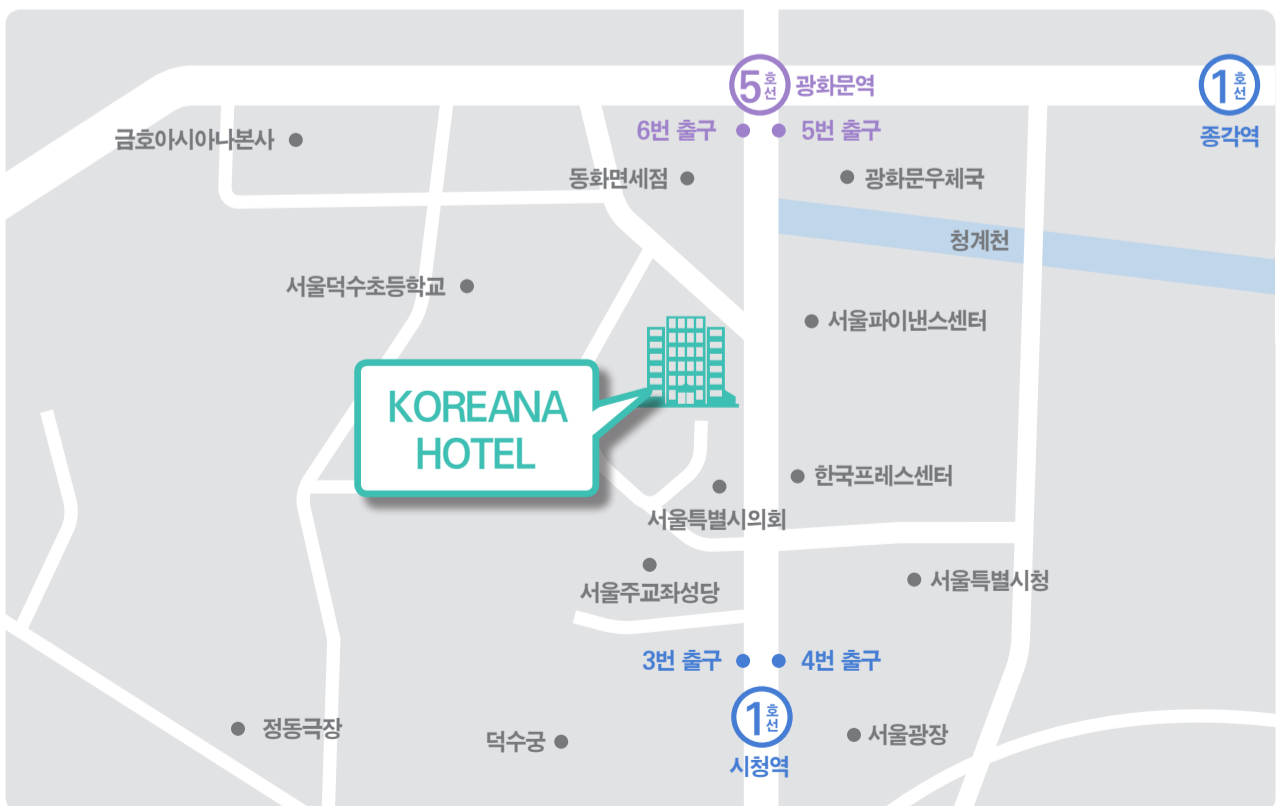 5호선 광화문역
1호선
종각역
6번 출구
5번 출구
금호아시아나본사
동화면세점
광화문우체국
청계천
서울덕수초등학교
서울파이낸스센터
KOREANA
HOTEL
한국프레스센터
서울특별시의회
서울주교좌성당
서울특별시청
3번 출구
4번 출구
1호선
시청역
정동극장
덕수궁
서울광장